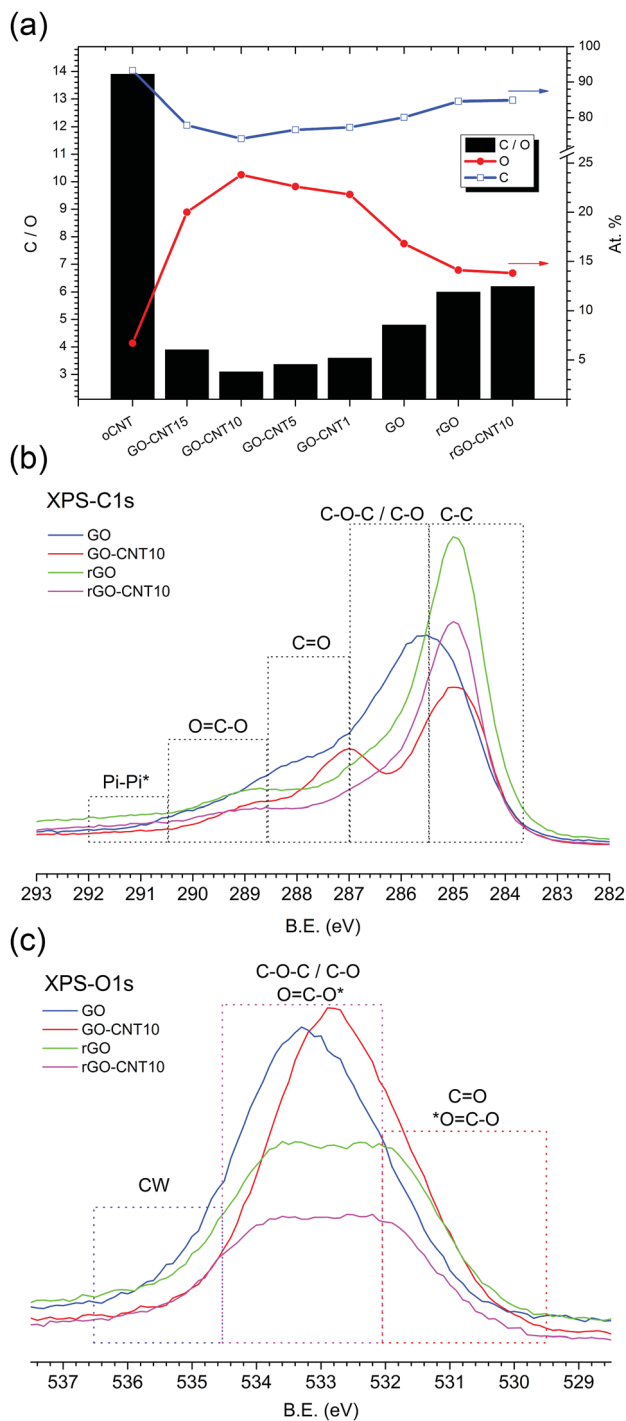 (a)
14
13
12
11
10
9
8
7
6
5
4
3
C / O
100
90
80
25
20
15
10
5
At. %
C / O
O
C
oCNT
GO-CNT15
GO-CNT10
GO-CNT5
GO-CNT1
GO
rGO
rGO-CNT10
(b)
XPS-C1s
GO
GO-CNT10
rGO
rGO-CNT10
C-O-C / C-O
C-C
C=O
O=C-O
Pi-Pi*
293 292 291 290 289 288 287 286 285 284 283 282
B.E. (eV)
(c)
XPS-O1s
GO
GO-CNT10
rGO
rGO-CNT10
C-O-C / C-O
O=C-O*
C=O
*O=C-O
CW
537 536 535 534 533 532 531 530 529
B.E. (eV)